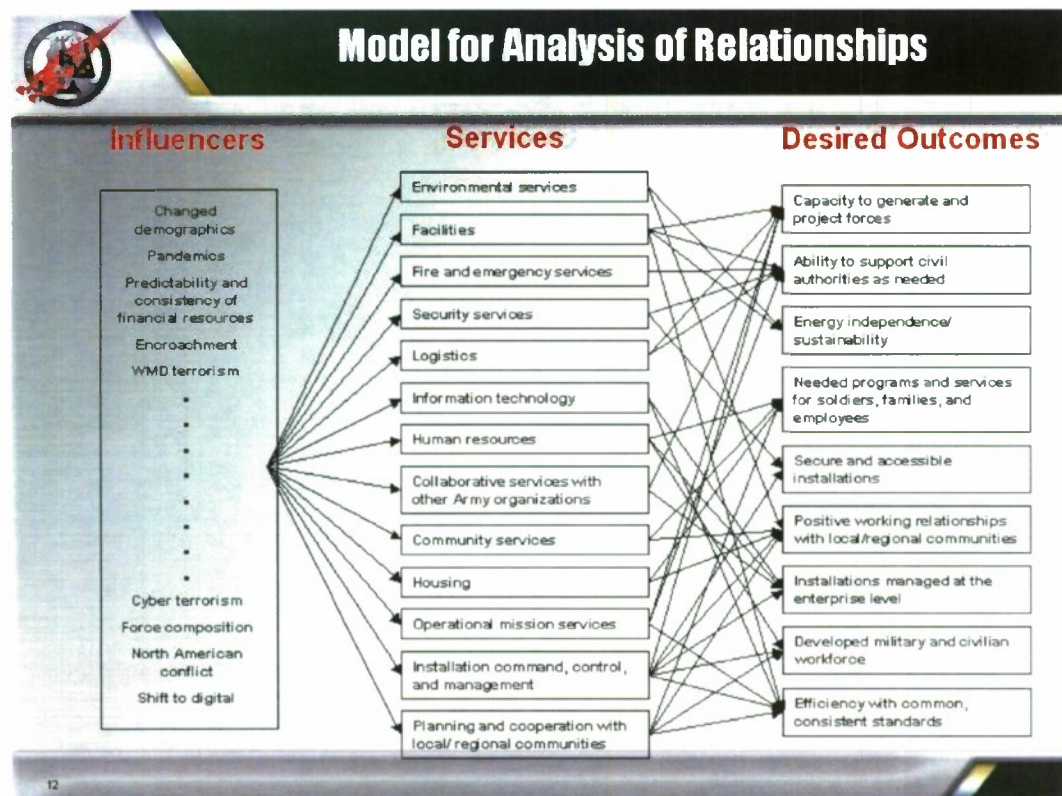 Model for Analysis of Relationships
Influencers
Services
Desired Outcomes
Changed
demographics
Pandemics
Predictability and
consistency of
financial resources
Encroachment
WMD terrorism
Cyber terrorism
Force composition
North American
conflict
Shift to digital
Environmental services
Facilities
Fire and emergency services
Security services
Logistics
Information technology
Human resources
Collaborative services with
other Army organizations
Community services
Housing
Operational mission services
Installation command, control,
and management
Planning and cooperation with
local/regional communities
Capacity to generate and
project forces
Ability to support civil
authorities as needed
Energy independence/
sustainability
Needed programs and services
for soldiers, families, and
employees
Secure and accessible
installations
Positive working relationships
with local/regional communities
Installations managed at the
enterprise level
Developed military and civilian
workforce
Efficiency with common,
consistent standards
12